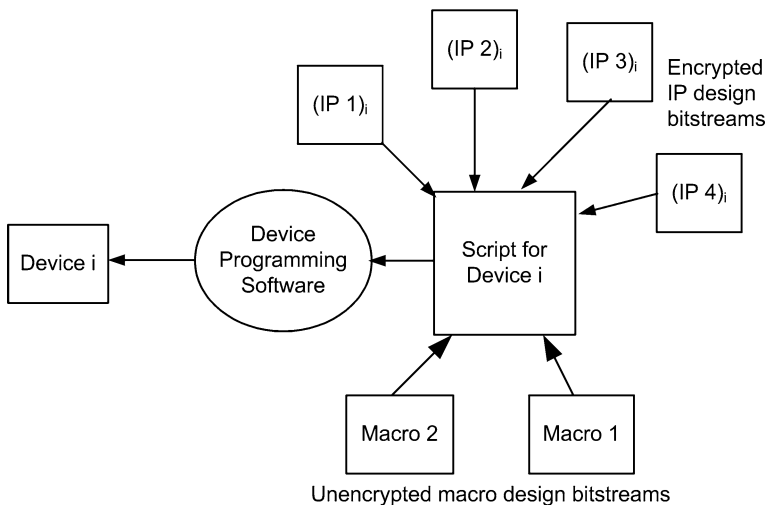 (IP 2)i
(IP 3)i
Encrypted
IP design
bitstreams
(IP 1)i
(IP 4)i
Device
Programming
Software
Script for
Device i
Device i
Macro 2
Macro 1
Unencrypted macro design bitstreams